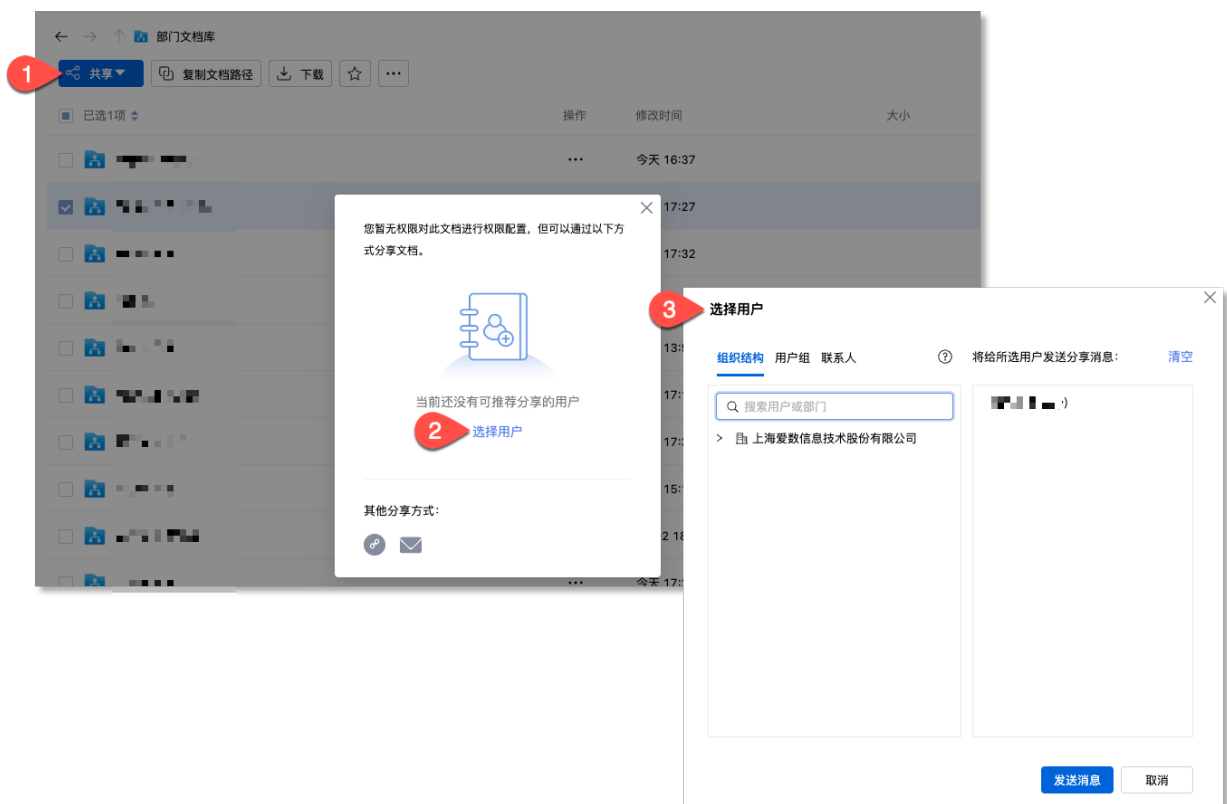 部门文档库
1
共享
复制文档路径
下载
已选1项
操作
修改时间
大小
今天 16:37
17:27
您暂无权限对此文档进行权限配置，但可以通过以下方
式分享文档。
17:32
3
选择用户
组织结构
用户组
联系人
将给所选用户发送分享消息：
清空
当前还没有可推荐分享的用户
搜索用户或部门
2
选择用户
上海爱数信息技术股份有限公司
其他分享方式：
今天 17:
发送消息
取消